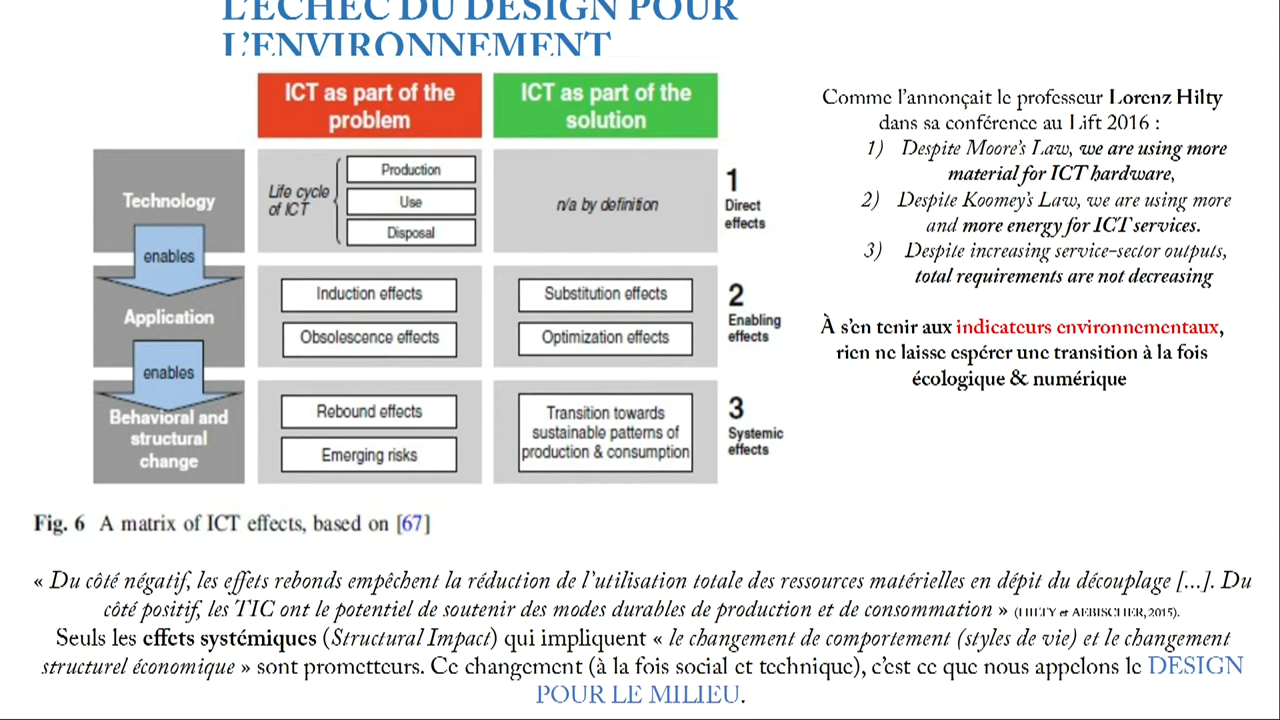 L'ÉCHEC DU DESIGN POUR
L'ENVIRONNEMENT
ICT as part of the
problem
ICT as part of the
solution
Technology
Life cycle
of ICT
Production
Use
Disposal
n/a by definition
1
Direct
effects
enables
Application
Induction effects
Obsolescence effects
Substitution effects
Optimization effects
2
Enabling
effects
enables
Behavioral and
structural
change
Rebound effects
Emerging risks
Transition towards
sustainable patterns of
production & consumption
3
Systemic
effects
Fig. 6 A matrix of ICT effects, based on [67]
Comme l'annonçait le professeur Lorenz Hilty
dans sa conférence au Lift 2016 :
1) Despite Moore's Law, we are using more
material for ICT hardware,
2) Despite Koomey's Law, we are using more
and more energy for ICT services.
3) Despite increasing service-sector outputs,
total requirements are not decreasing
À s'en tenir aux indicateurs environnementaux,
rien ne laisse espérer une transition à la fois
écologique & numérique
« Du côté négatif, les effets rebonds empêchent la réduction de l'utilisation totale des ressources matérielles en dépit du découplage [...]. Du
côté positif, les TIC ont le potentiel de soutenir des modes durables de production et de consommation » (HILTY et AEBISCHER, 2015).
Seuls les effets systémiques (Structural Impact) qui impliquent « le changement de comportement (styles de vie) et le changement
structurel économique » sont prometteurs. Ce changement (à la fois social et technique), c'est ce que nous appelons le DESIGN
POUR LE MILIEU.